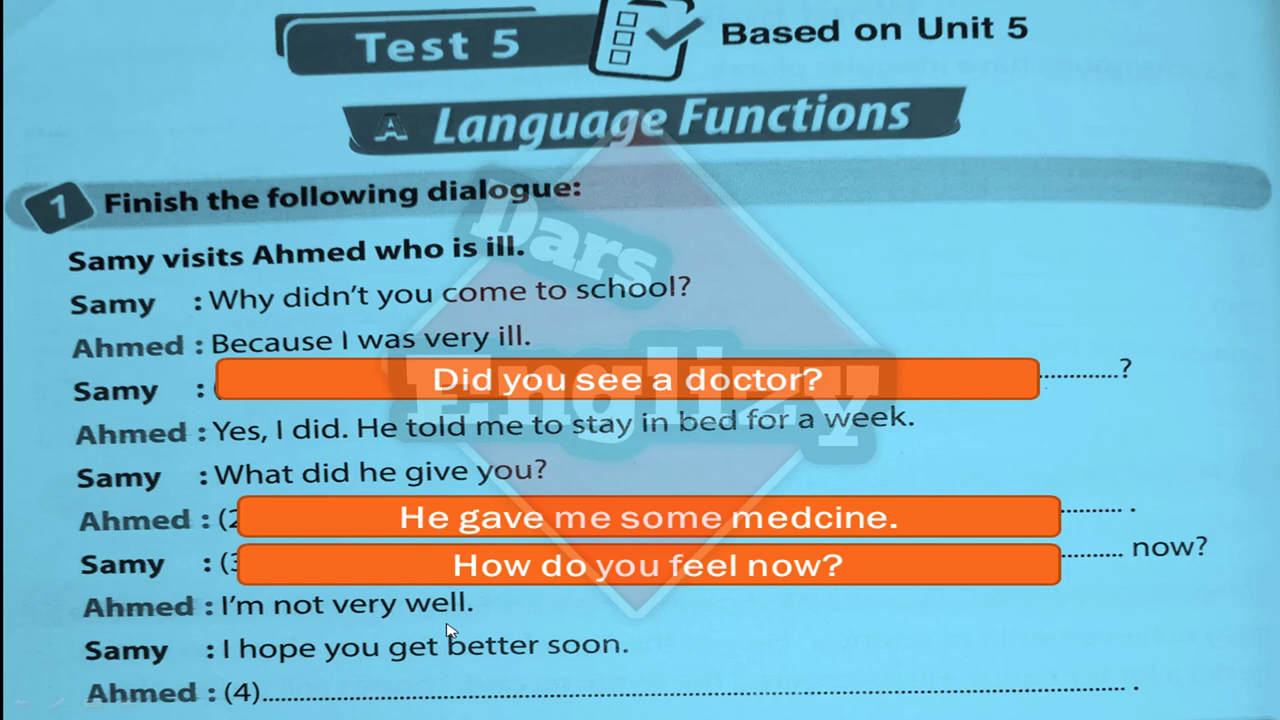 Test 5
Based on Unit 5
A Language Functions
1 Finish the following dialogue:
Samy visits Ahmed who is ill.
Samy : Why didn't you come to school?
Ahmed : Because I was very ill.
Samy : ( Did you see a doctor? ............?
Ahmed : Yes, I did. He told me to stay in bed for a week.
Samy : What did he give you?
Ahmed : (2 He gave me some medcine. .......... .
Samy : (3 How do you feel now? .......... now?
Ahmed : I'm not very well.
Samy : I hope you get better soon.
Ahmed : (4)........................................ .
Dars
Englizy